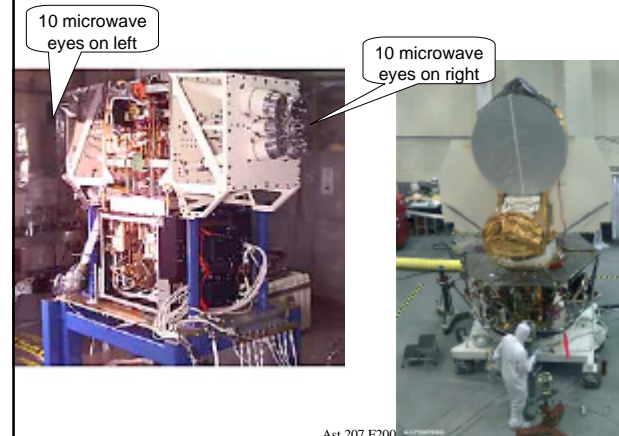 10 microwave
eyes on left
10 microwave
eyes on right
Ast 207 F200